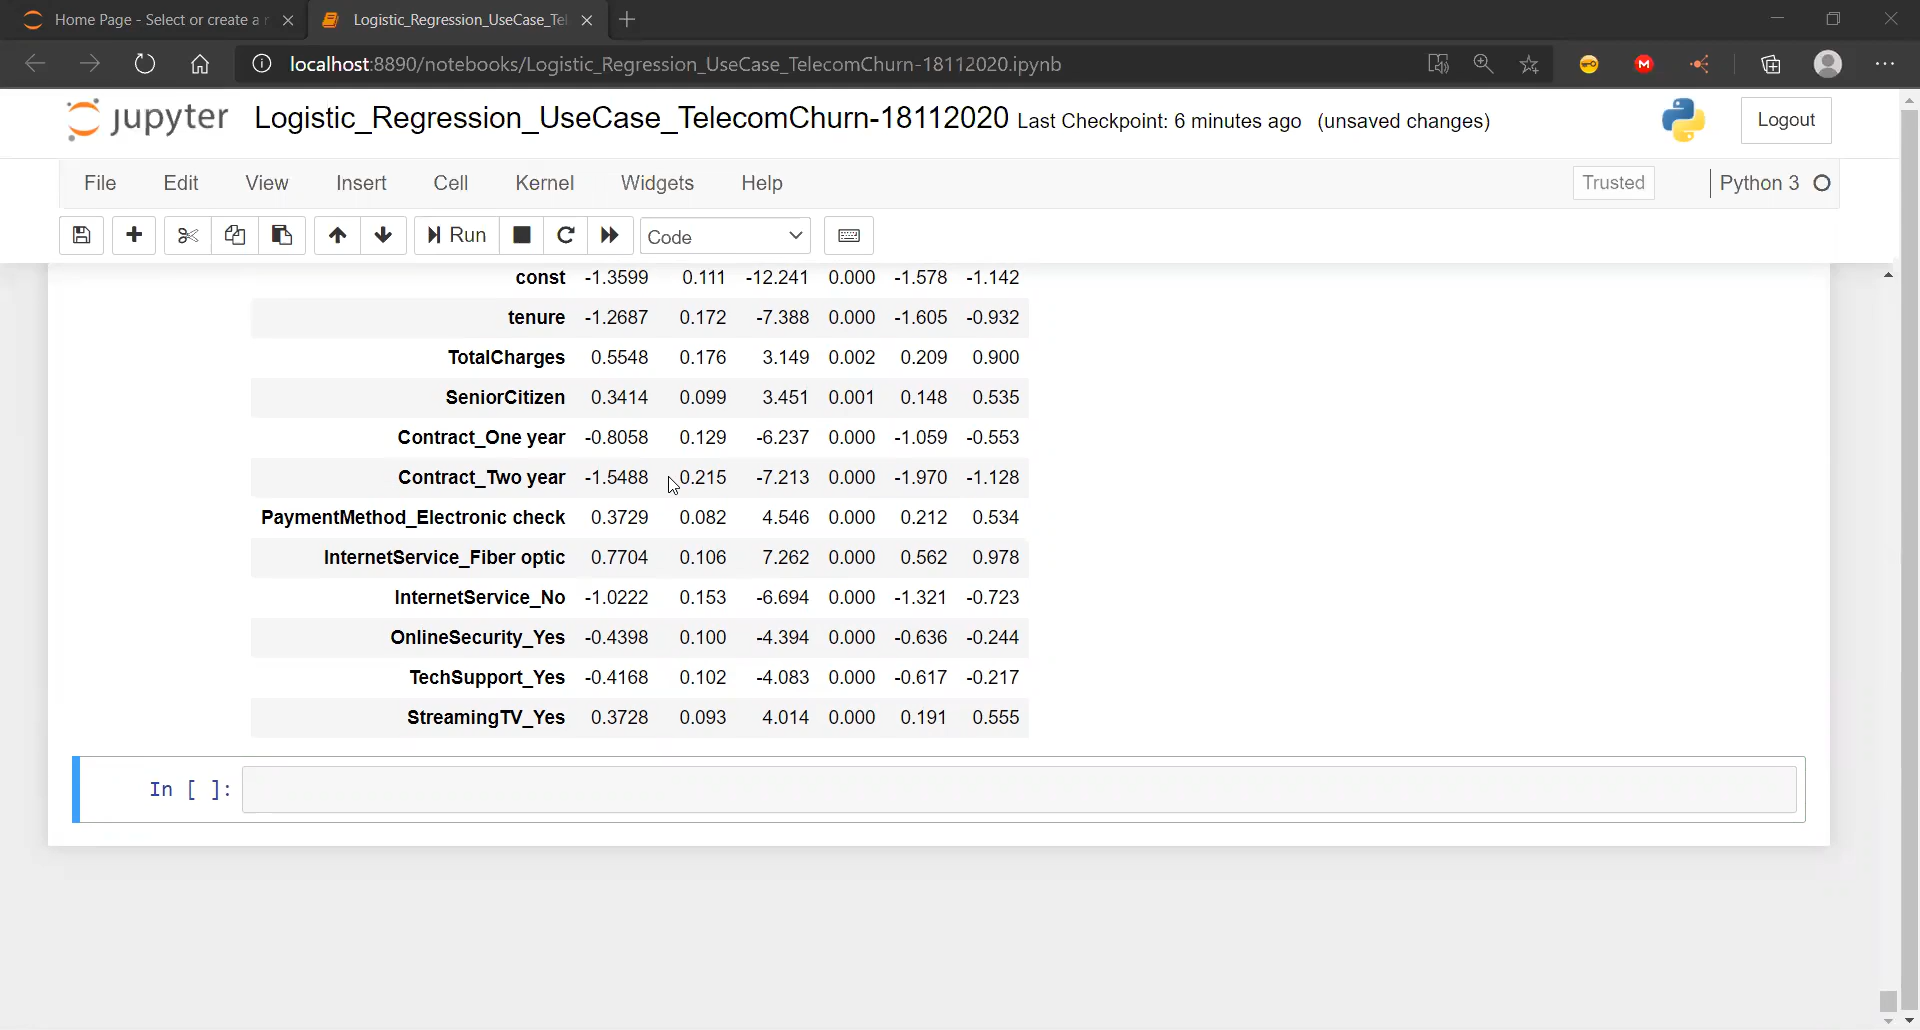 Home Page - Select or create a n
Logistic_Regression_UseCase_Tel
localhost:8890/notebooks/Logistic_Regression_UseCase_TelecomChurn-18112020.ipynb
jupyter Logistic_Regression_UseCase_TelecomChurn-18112020 Last Checkpoint: 6 minutes ago (unsaved changes) Logout
File Edit View Insert Cell Kernel Widgets Help Trusted Python 3
Run Code
const -1.3599 0.111 -12.241 0.000 -1.578 -1.142
tenure -1.2687 0.172 -7.388 0.000 -1.605 -0.932
TotalCharges 0.5548 0.176 3.149 0.002 0.209 0.900
SeniorCitizen 0.3414 0.099 3.451 0.001 0.148 0.535
Contract_One year -0.8058 0.129 -6.237 0.000 -1.059 -0.553
Contract_Two year -1.5488 0.215 -7.213 0.000 -1.970 -1.128
PaymentMethod_Electronic check 0.3729 0.082 4.546 0.000 0.212 0.534
InternetService_Fiber optic 0.7704 0.106 7.262 0.000 0.562 0.978
InternetService_No -1.0222 0.153 -6.694 0.000 -1.321 -0.723
OnlineSecurity_Yes -0.4398 0.100 -4.394 0.000 -0.636 -0.244
TechSupport_Yes -0.4168 0.102 -4.083 0.000 -0.617 -0.217
StreamingTV_Yes 0.3728 0.093 4.014 0.000 0.191 0.555
In [ ]: